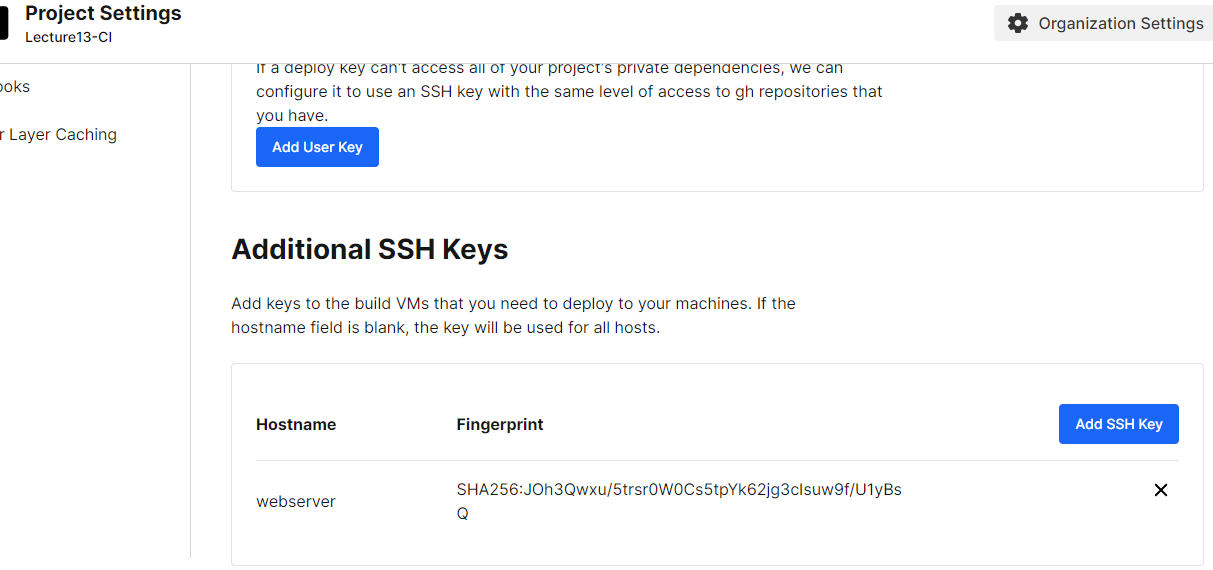 Project Settings
Lecture13-CI
Organization Settings
ooks
r Layer Caching
If a deploy key can't access all of your project's private dependencies, we can
configure it to use an SSH key with the same level of access to gh repositories that
you have.
Add User Key
Additional SSH Keys
Add keys to the build VMs that you need to deploy to your machines. If the
hostname field is blank, the key will be used for all hosts.
Hostname
Fingerprint
Add SSH Key
webserver
SHA256:JOh3Qwxu/5trsr0W0Cs5tpYk62jg3cIsuw9f/U1yBs
Q